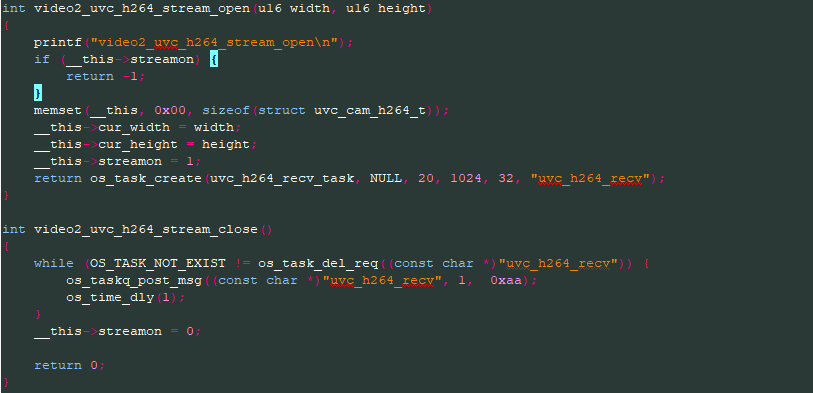 int video2_uvc_h264_stream_open(u16 width, u16 height)
{
    printf("video2_uvc_h264_stream_open\n");
    if (__this->streamon) {
        return -1;
    }
    memset(__this, 0x00, sizeof(struct uvc_cam_h264_t));
    __this->cur_width = width;
    __this->cur_height = height;
    __this->streamon = 1;
    return os_task_create(uvc_h264_recv_task, NULL, 20, 1024, 32, "uvc_h264_recv");
}

int video2_uvc_h264_stream_close()
{
    while (OS_TASK_NOT_EXIST != os_task_del_req((const char *)"uvc_h264_recv")) {
        os_taskq_post_msg((const char *)"uvc_h264_recv", 1,  0xaa);
        os_time_dly(1);
    }
    __this->streamon = 0;

    return 0;
}